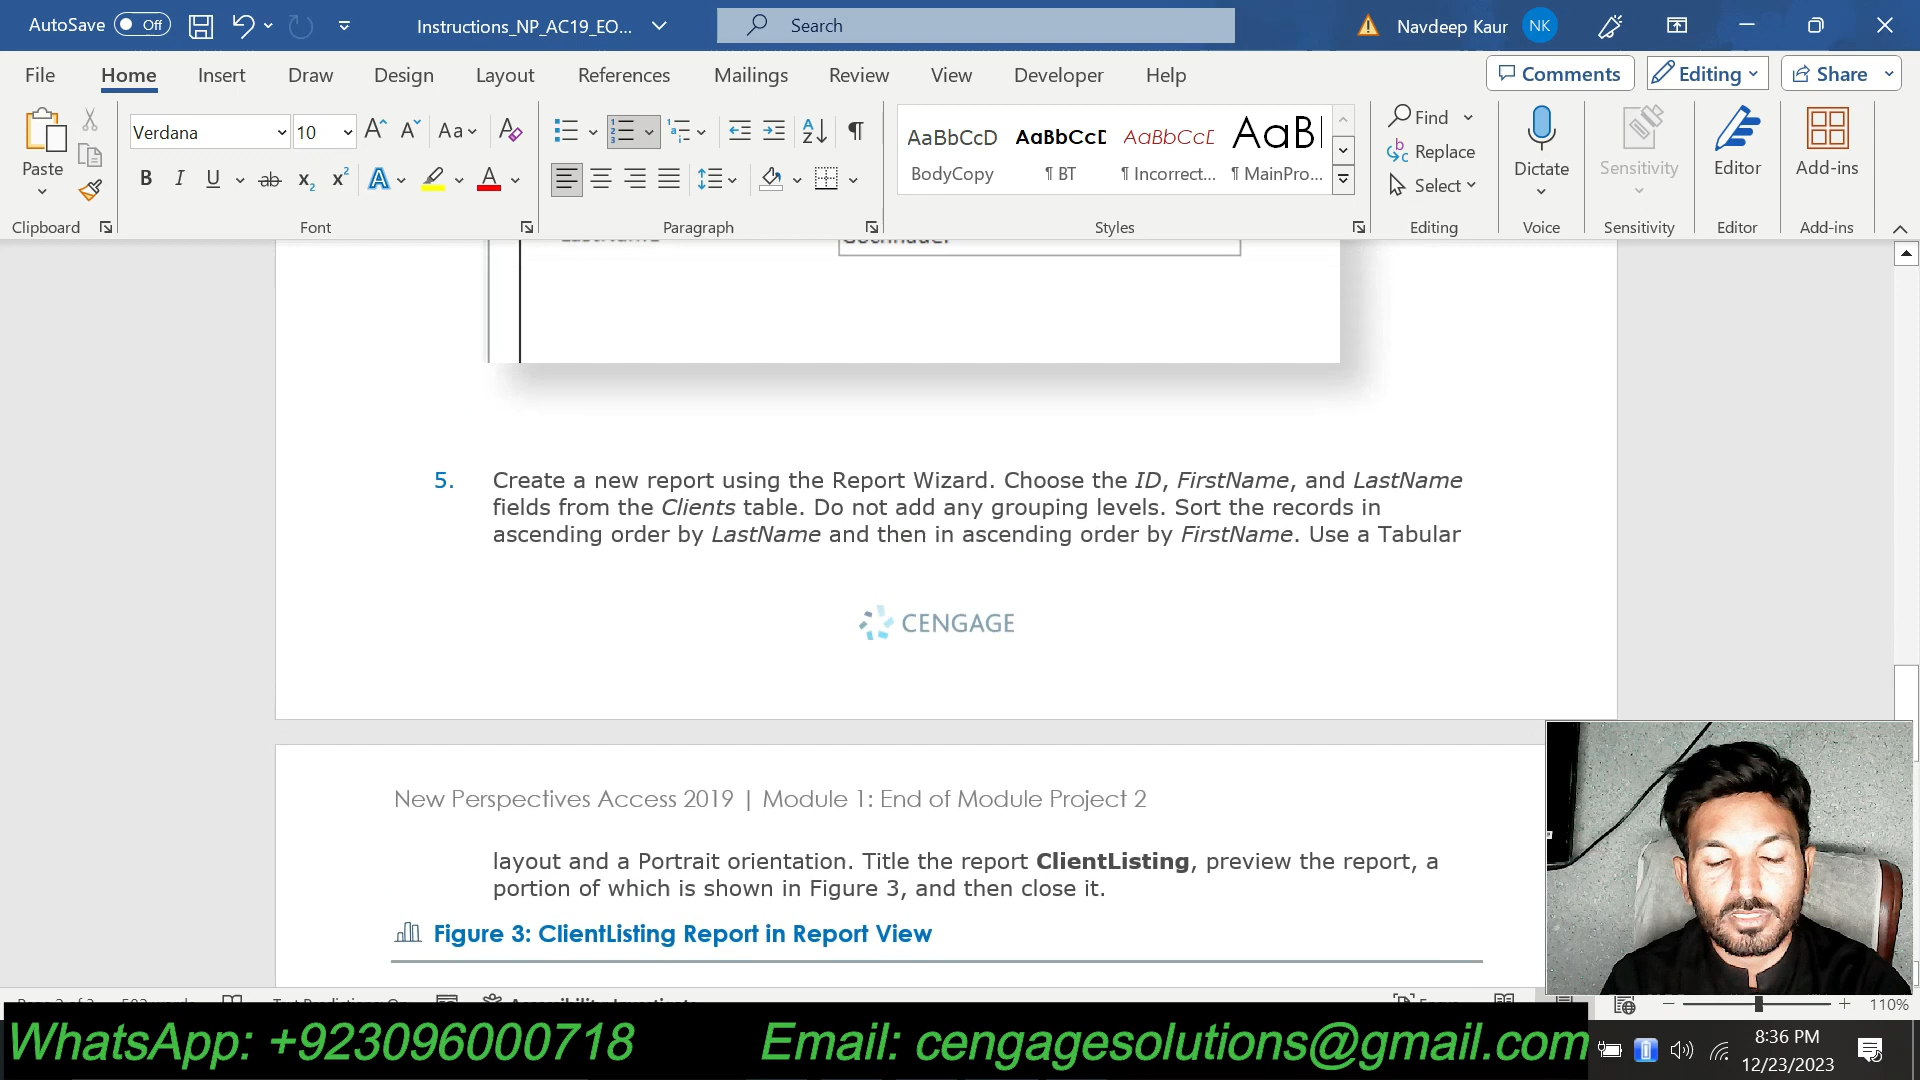 AutoSave Off
Instructions_NP_AC19_EO...
Search
Navdeep Kaur NK
File Home Insert Draw Design Layout References Mailings Review View Developer Help
Comments Editing Share
Paste
Verdana 10
Aa
AaBbCcD AaBbCcD AaBbCcD AaB
BodyCopy ¶ BT ¶ Incorrect... ¶ MainPro...
Find
Replace
Select
Dictate
Sensitivity
Editor
Add-ins
Clipboard Font Paragraph Styles Editing Voice Sensitivity Editor Add-ins
5. Create a new report using the Report Wizard. Choose the ID, FirstName, and LastName
fields from the Clients table. Do not add any grouping levels. Sort the records in
ascending order by LastName and then in ascending order by FirstName. Use a Tabular
CENGAGE
New Perspectives Access 2019 | Module 1: End of Module Project 2
layout and a Portrait orientation. Title the report ClientListing, preview the report, a
portion of which is shown in Figure 3, and then close it.
Figure 3: ClientListing Report in Report View
110%
WhatsApp: +923096000718 Email: cengagesolutions@gmail.com
8:36 PM
12/23/2023